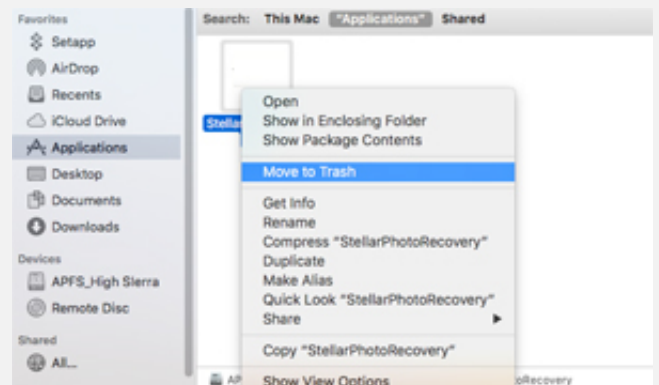 Favorites
Setapp
AirDrop
Recents
iCloud Drive
Applications
Desktop
Documents
Downloads
Devices
APFS_High Sierra
Remote Disc
Shared
All...
Search: This Mac "Applications" Shared
Open
Show in Enclosing Folder
Show Package Contents
Move to Trash
Get Info
Rename
Compress "StellarPhotoRecovery"
Duplicate
Make Alias
Quick Look "StellarPhotoRecovery"
Share
Copy "StellarPhotoRecovery"
Show View Options